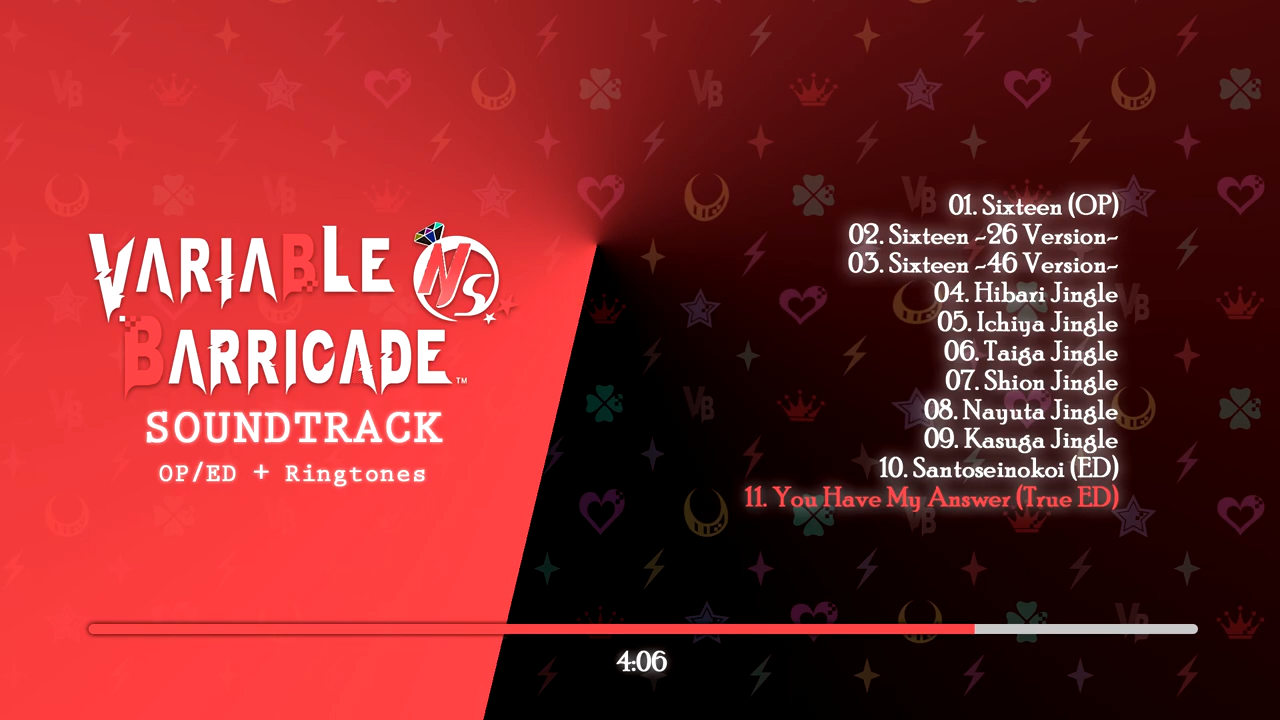 VARIABLE NS
BARRICADE™
SOUNDTRACK
OP/ED + Ringtones
01. Sixteen (OP)
02. Sixteen ~26 Version~
03. Sixteen ~46 Version~
04. Hibari Jingle
05. Ichiya Jingle
06. Taiga Jingle
07. Shion Jingle
08. Nayuta Jingle
09. Kasuga Jingle
10. Santoseinokoi (ED)
11. You Have My Answer (True ED)
4:06